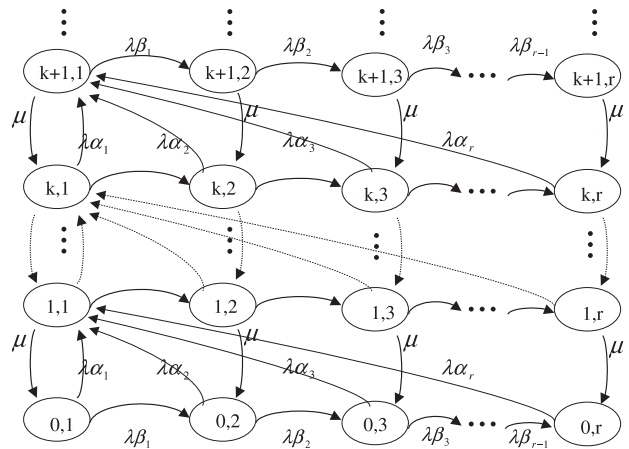 λβ₁ λβ₂ λβ₃ λβᵣ₋₁
k+1,1 k+1,2 k+1,3 k+1,r
μ μ μ μ
λα₁ λα₂ λα₃ λαᵣ
k,1 k,2 k,3 k,r
1,1 1,2 1,3 1,r
μ μ μ μ
λα₁ λα₂ λα₃ λαᵣ
0,1 0,2 0,3 0,r
λβ₁ λβ₂ λβ₃ λβᵣ₋₁